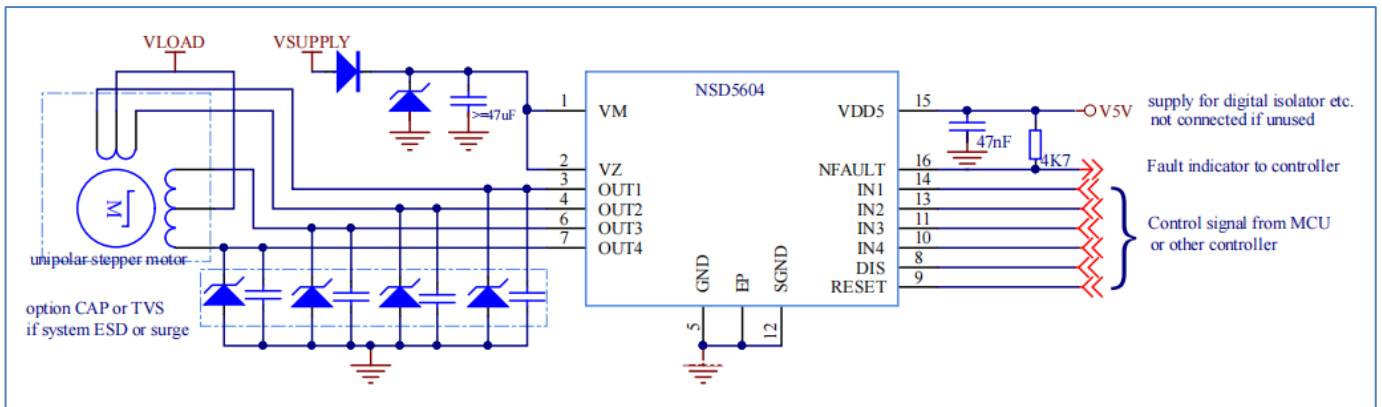 VLOAD
VSUPPLY
>=47uF
NSD5604
1
VM
2
VZ
3
OUT1
4
OUT2
6
OUT3
7
OUT4
GND
5
EP
SGND
12
VDD5
15
NFAULT
16
IN1
14
IN2
13
IN3
11
IN4
10
DIS
8
RESET
9
47nF
4K7
V5V
supply for digital isolator etc.
not connected if unused
Fault indicator to controller
Control signal from MCU
or other controller
M
unipolar stepper motor
option CAP or TVS
if system ESD or surge